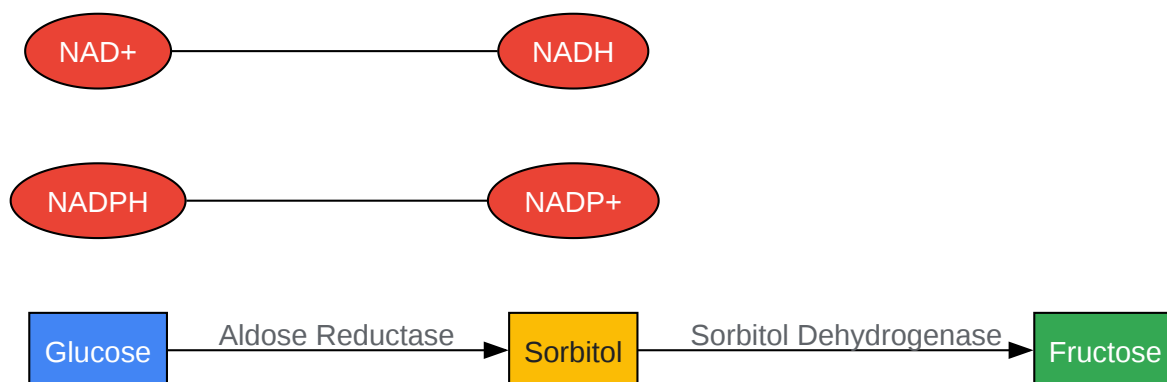 NAD+ NADH
NADPH NADP+
Glucose Aldose Reductase Sorbitol Sorbitol Dehydrogenase Fructose